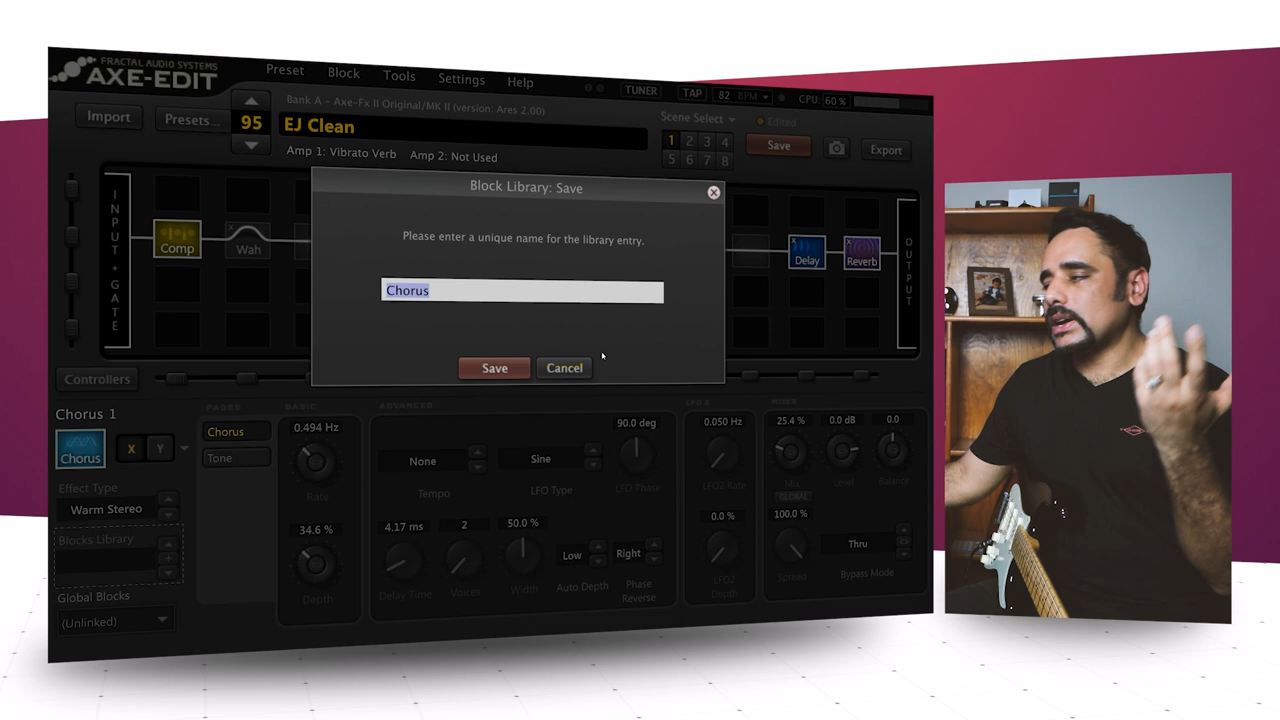 FRACTAL AUDIO SYSTEMS
AXE-EDIT
Preset Block Tools Settings Help
TUNER TAP 82 BPM CPU: 60 %
Import Presets... 95
Bank A - Axe-Fx II Original/MK II (version: Ares 2.00)
EJ Clean
Amp 1: Vibrato Verb Amp 2: Not Used
Scene Select Edited
1 2 3 4
5 6 7 8
Save Export
INPUT + GATE
Comp
X Wah
Block Library: Save
Please enter a unique name for the library entry.
Chorus
Save Cancel
X Delay
X Reverb
OUTPUT
Controllers
Chorus 1
Chorus
X Y
Effect Type
Warm Stereo
Blocks Library
Global Blocks
(Unlinked)
PAGES
Chorus
Tone
BASIC
0.494 Hz
Rate
34.6 %
Depth
ADVANCED
None
Tempo
Sine
LFO Type
90.0 deg
LFO Phase
4.17 ms
Delay Time
2
Voices
50.0 %
Width
Low
Auto Depth
Right
Phase
Reverse
LFO 2
0.050 Hz
LFO2 Rate
0.0 %
LFO2
Depth
25.4 %
Mix
0.0 dB
Level
0.0
Balance
GLOBAL
100.0 %
Spread
Thru
Bypass Mode